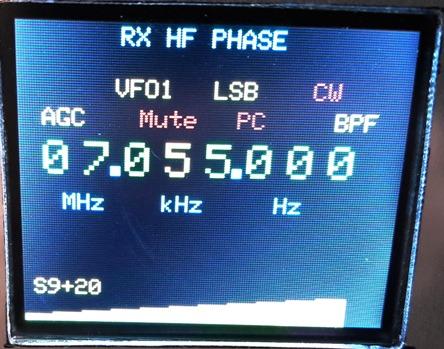 RX HF PHASE
VFO1 LSB CW
AGC Mute PC BPF
07.055.000
MHz kHz Hz
S9+20